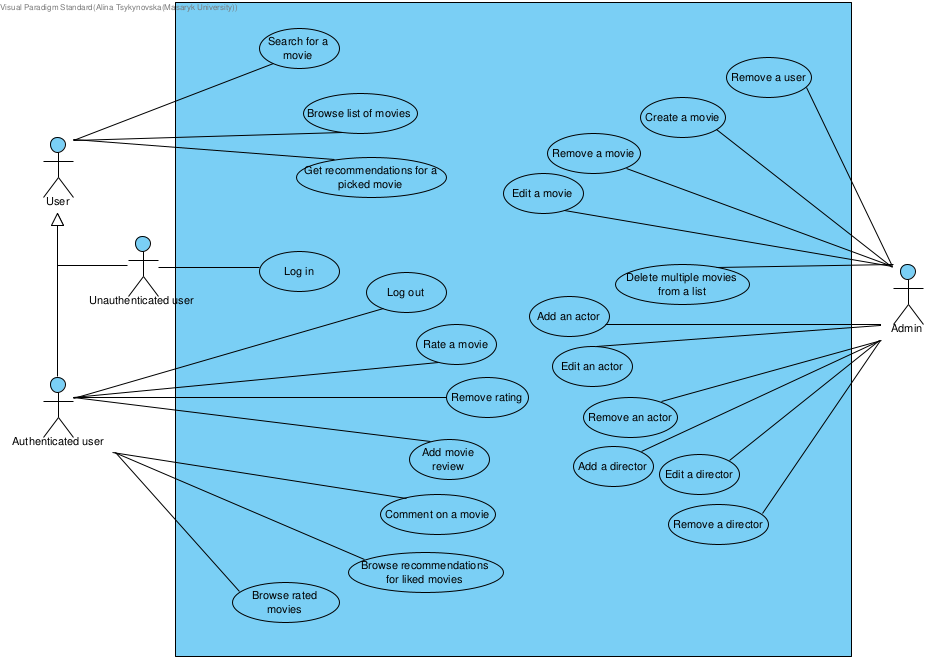 Visual Paradigm Standard(Alina Tsykynovska(Masaryk University))
Search for a
movie
Browse list of movies
Get recommendations for a
picked movie
User
Unauthenticated user
Log in
Log out
Rate a movie
Remove rating
Authenticated user
Add movie
review
Comment on a movie
Browse recommendations
for liked movies
Browse rated
movies
Remove a user
Create a movie
Remove a movie
Edit a movie
Delete multiple movies
from a list
Admin
Add an actor
Edit an actor
Remove an actor
Add a director
Edit a director
Remove a director